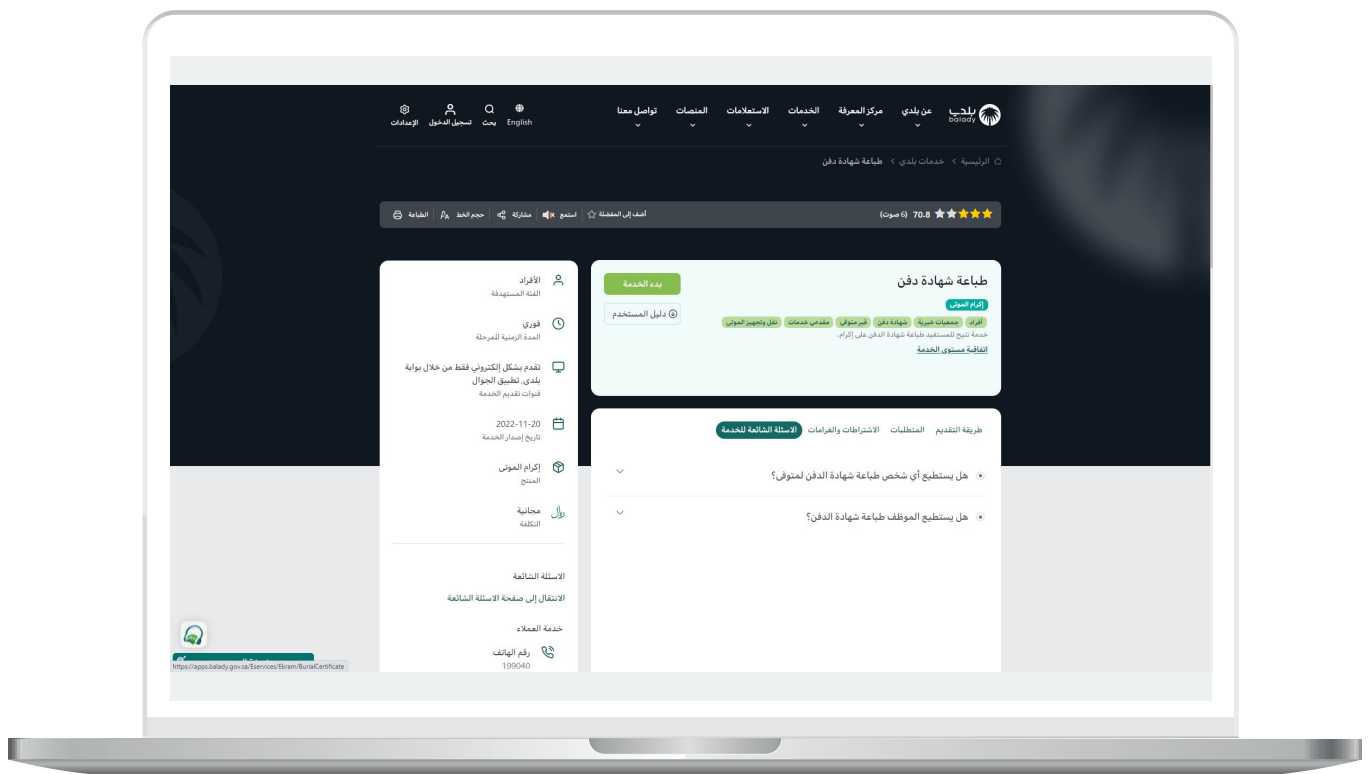 بلدي
balady
عن بلدي
مركز المعرفة
الخدمات
الاستعلامات
المنصات
تواصل معنا
English
بحث
تسجيل الدخول
الإعدادات
الرئيسية > خدمات بلدي > طباعة شهادة دفن
70.8 (6 صوت)
أضف إلى المفضلة
استمع
مشاركة
حجم الخط
الطباعة
طباعة شهادة دفن
إكرام الموتى
أفراد
جمعيات خيرية
شهادة دفن
قبر متوفى
مقدمي خدمات
نقل وتجهيز الموتى
خدمة تتيح للمستفيد طباعة شهادة الدفن على إكرام.
اتفاقية مستوى الخدمة
بدء الخدمة
دليل المستخدم
طريقة التقديم
المتطلبات
الاشتراطات والغرامات
الاسئلة الشائعة للخدمة
هل يستطيع أي شخص طباعة شهادة الدفن لمتوفى؟
هل يستطيع الموظف طباعة شهادة الدفن؟
الأفراد
الفئة المستهدفة
فوري
المدة الزمنية للمرحلة
تقدم بشكل إلكتروني فقط من خلال بوابة
بلدي, تطبيق الجوال
قنوات تقديم الخدمة
2022-11-20
تاريخ إصدار الخدمة
إكرام الموتى
المنتج
مجانية
التكلفة
الاسئلة الشائعة
الانتقال إلى صفحة الاسئلة الشائعة
خدمة العملاء
رقم الهاتف
199040
https://apps.balady.gov.sa/Eservices/Ekram/BurialCertificate